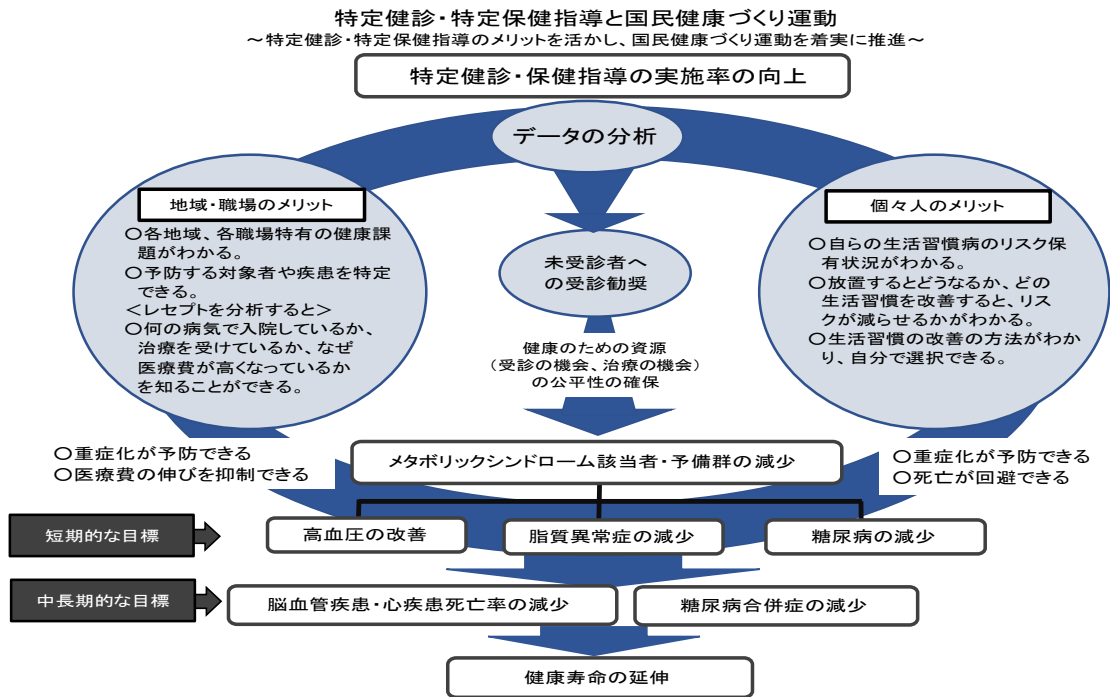 特定健診・特定保健指導と国民健康づくり運動
～特定健診・特定保健指導のメリットを活かし、国民健康づくり運動を着実に推進～
特定健診・保健指導の実施率の向上
データの分析
地域・職場のメリット
○各地域、各職場特有の健康課
題がわかる。
○予防する対象者や疾患を特定
できる。
＜レセプトを分析すると＞
○何の病気で入院しているか、
治療を受けているか、なぜ
医療費が高くなっているか
を知ることができる。
未受診者へ
の受診勧奨
健康のための資源
(受診の機会、治療の機会)
の公平性の確保
個々人のメリット
○自らの生活習慣病のリスク保
有状況がわかる。
○放置するとどうなるか、どの
生活習慣を改善すると、リス
クが減らせるかがわかる。
○生活習慣の改善の方法がわか
り、自分で選択できる。
○重症化が予防できる
○医療費の伸びを抑制できる
メタボリックシンドローム該当者・予備群の減少
○重症化が予防できる
○死亡が回避できる
短期的な目標
高血圧の改善
脂質異常症の減少
糖尿病の減少
中長期的な目標
脳血管疾患・心疾患死亡率の減少
糖尿病合併症の減少
健康寿命の延伸